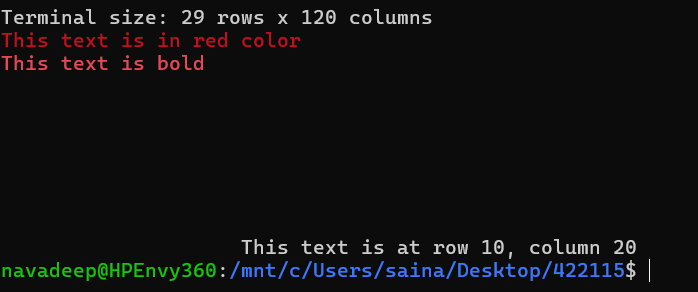 Terminal size: 29 rows x 120 columns
This text is in red color
This text is bold
This text is at row 10, column 20
navadeep@HPEnvy360:/mnt/c/Users/saina/Desktop/422115$